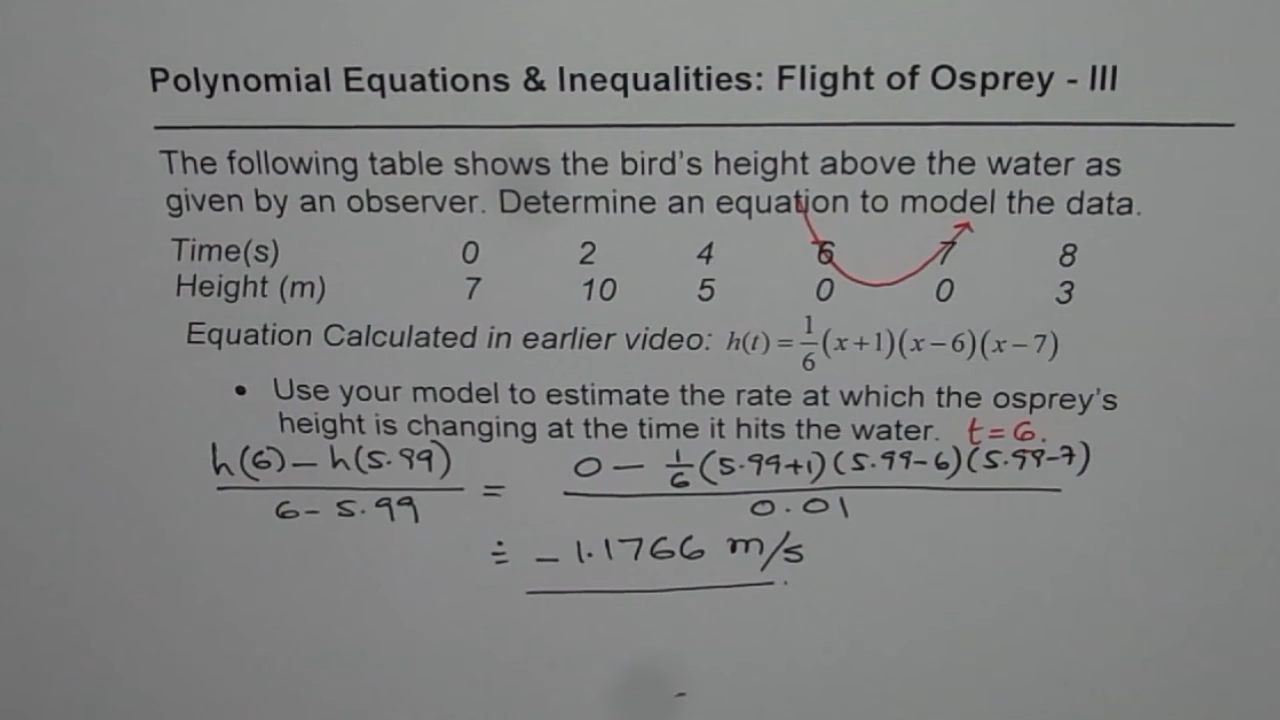 Polynomial Equations & Inequalities: Flight of Osprey - III
The following table shows the bird's height above the water as
given by an observer. Determine an equation to model the data.
Time(s) 0 2 4 6 7 8
Height (m) 7 10 5 0 0 3
Equation Calculated in earlier video: h(t) = 1/6 (x+1)(x−6)(x−7)
• Use your model to estimate the rate at which the osprey's
height is changing at the time it hits the water. t=6.
h(6) − h(5.99) / 6 − 5.99 = 0 − 1/6 (5.99+1)(5.99−6)(5.99−7) / 0.01
≑ −1.1766 m/s